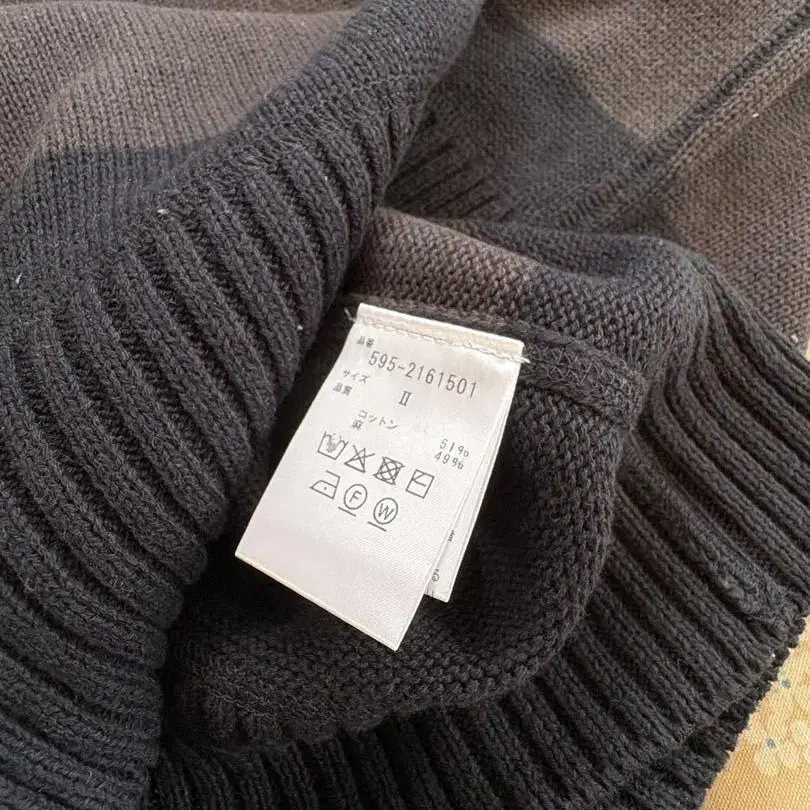 品番
595-2161501
サイズ
II
品質
コットン 51%
麻 49%
F W